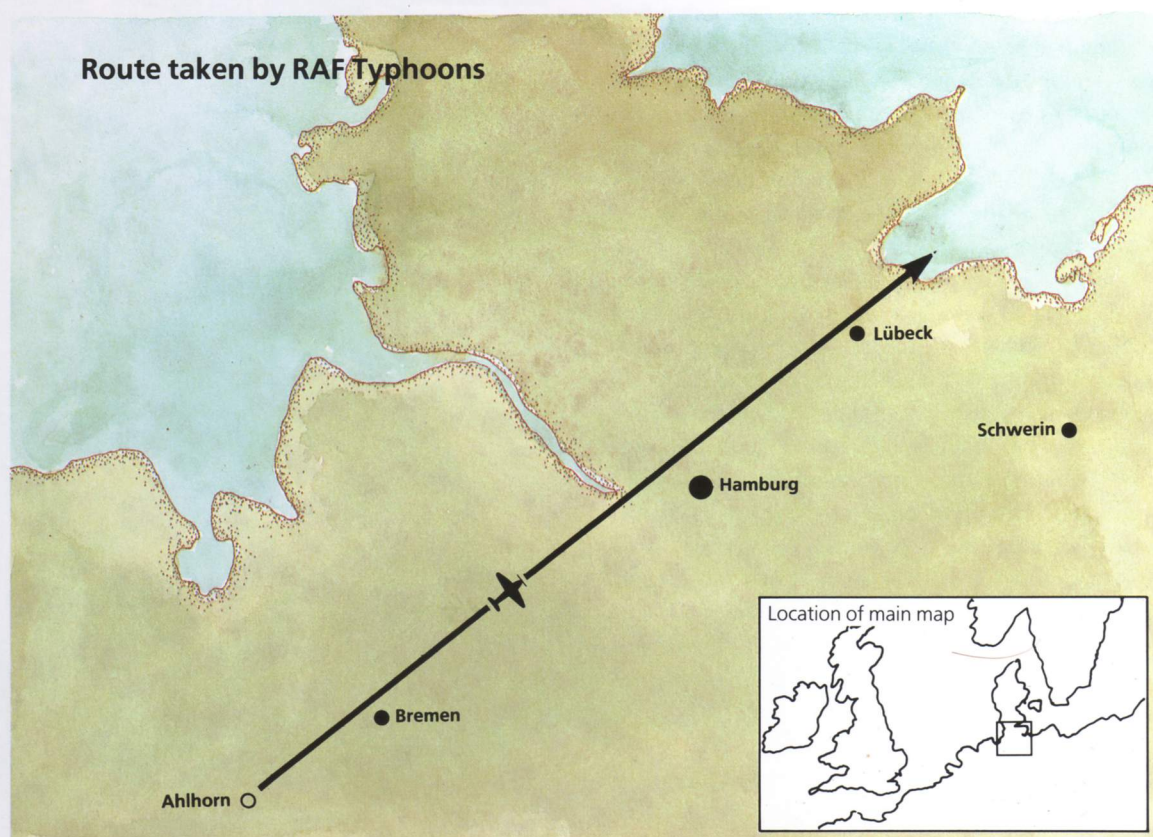 Route taken by RAF Typhoons
Lübeck
Schwerin
Hamburg
Bremen
Ahlhorn
Location of main map